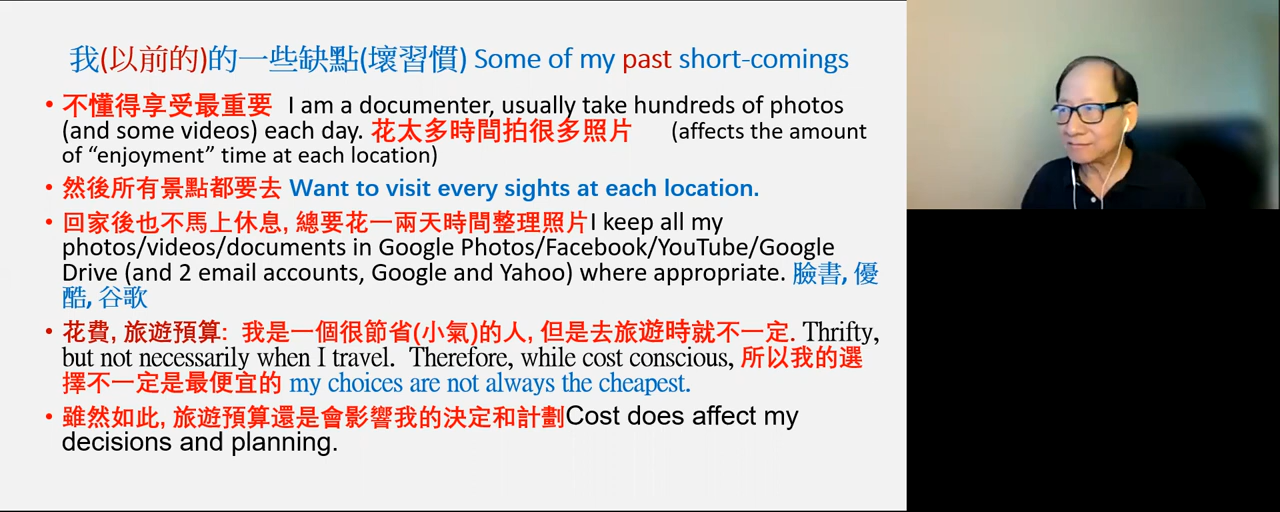 我(以前的)的一些缺點(壞習慣) Some of my past short-comings
• 不懂得享受最重要 I am a documenter, usually take hundreds of photos
(and some videos) each day. 花太多時間拍很多照片 (affects the amount
of “enjoyment” time at each location)
• 然後所有景點都要去 Want to visit every sights at each location.
• 回家後也不馬上休息, 總要花一兩天時間整理照片I keep all my
photos/videos/documents in Google Photos/Facebook/YouTube/Google
Drive (and 2 email accounts, Google and Yahoo) where appropriate. 臉書, 優
酷, 谷歌
• 花費, 旅遊預算: 我是一個很節省(小氣)的人, 但是去旅遊時就不一定. Thrifty,
but not necessarily when I travel. Therefore, while cost conscious, 所以我的選
擇不一定是最便宜的 my choices are not always the cheapest.
• 雖然如此, 旅遊預算還是會影響我的決定和計劃Cost does affect my
decisions and planning.